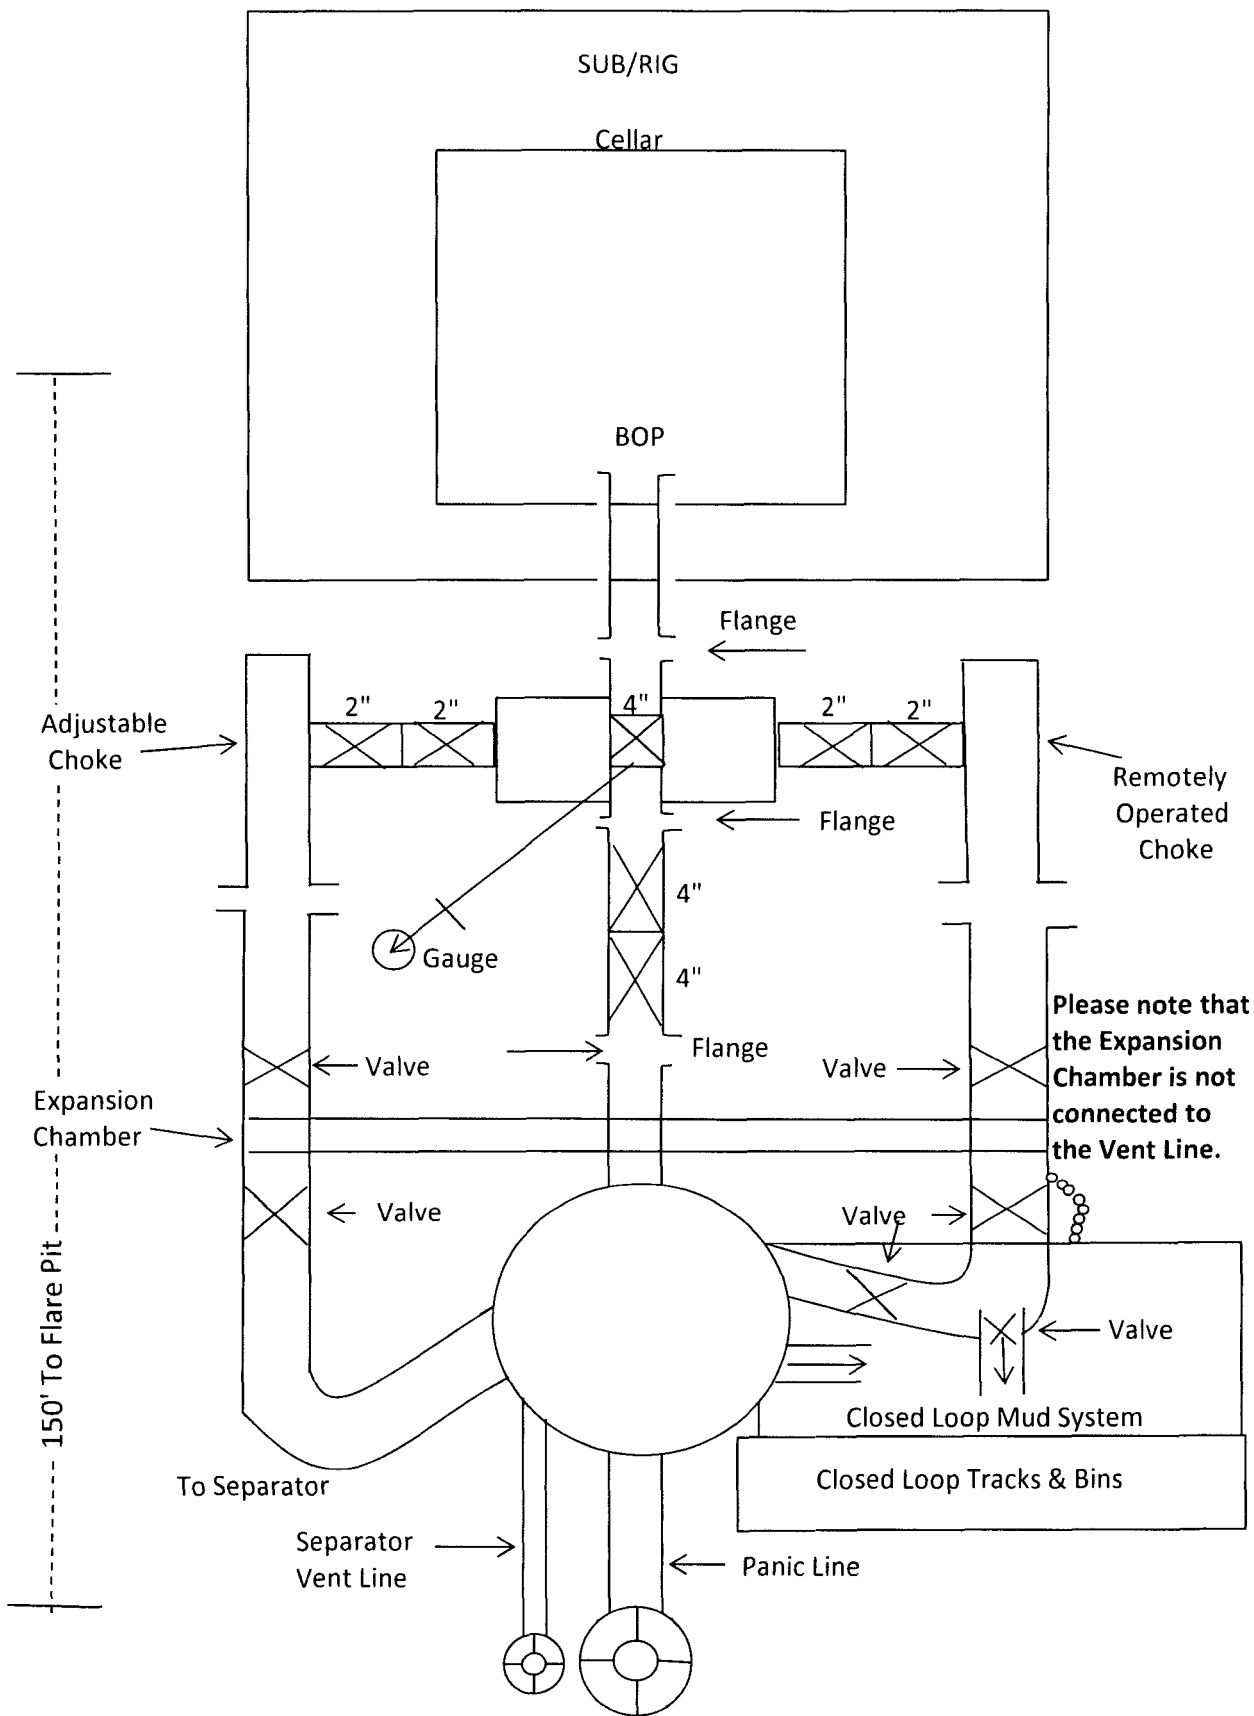 SUB/RIG
Cellar
BOP
Flange
2"
2"
4"
2"
2"
Adjustable
Choke
Remotely
Operated
Choke
Flange
4"
Gauge
4"
Please note that
the Expansion
Chamber is not
connected to
the Vent Line.
Flange
Valve
Valve
Expansion
Chamber
Valve
Valve
150' To Flare Pit
Valve
Closed Loop Mud System
To Separator
Closed Loop Tracks & Bins
Separator
Vent Line
Panic Line